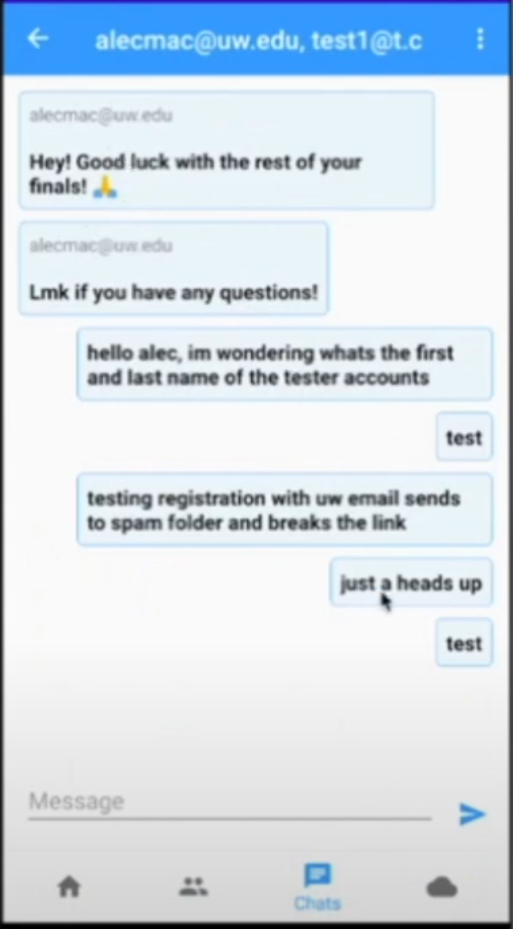 alecmac@uw.edu, test1@t.c
alecmac@uw.edu
Hey! Good luck with the rest of your
finals! 🙏
alecmac@uw.edu
Lmk if you have any questions!
hello alec, im wondering whats the first
and last name of the tester accounts
test
testing registration with uw email sends
to spam folder and breaks the link
just a heads up
test
Message
Chats